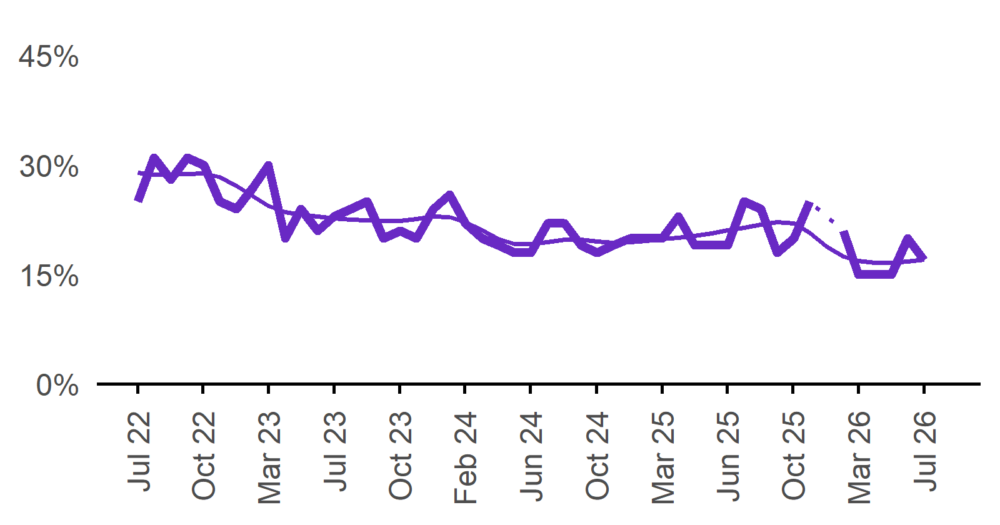 45%
30%
15%
0%
Jul 22
Oct 22
Mar 23
Jul 23
Oct 23
Feb 24
Jun 24
Oct 24
Mar 25
Jun 25
Oct 25
Mar 26
Jul 26